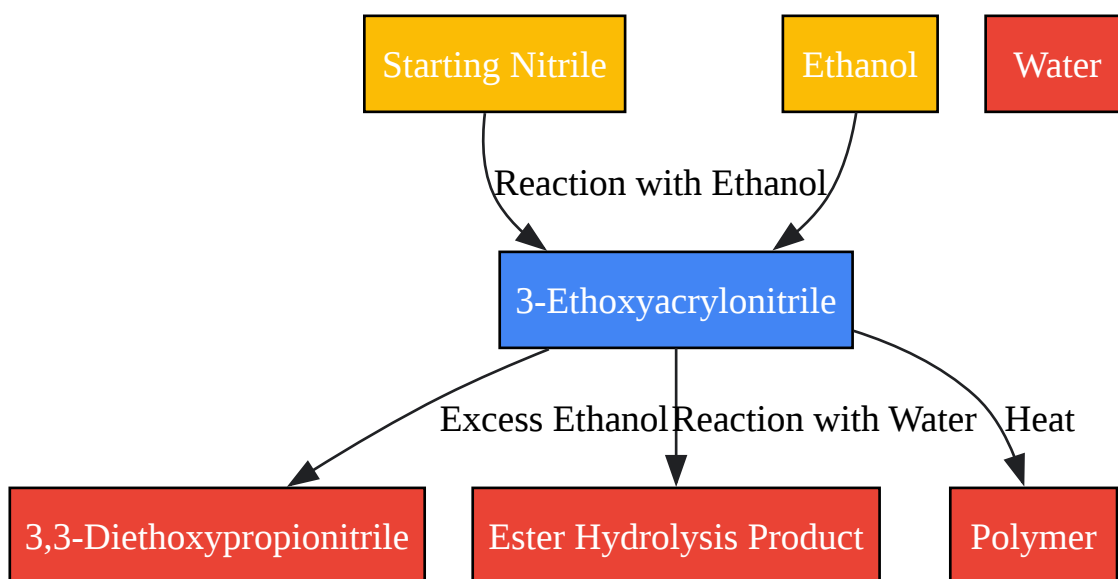 Starting Nitrile
Ethanol
Water
Reaction with Ethanol
3-Ethoxyacrylonitrile
Excess Ethanol
Reaction with Water
Heat
3,3-Diethoxypropionitrile
Ester Hydrolysis Product
Polymer